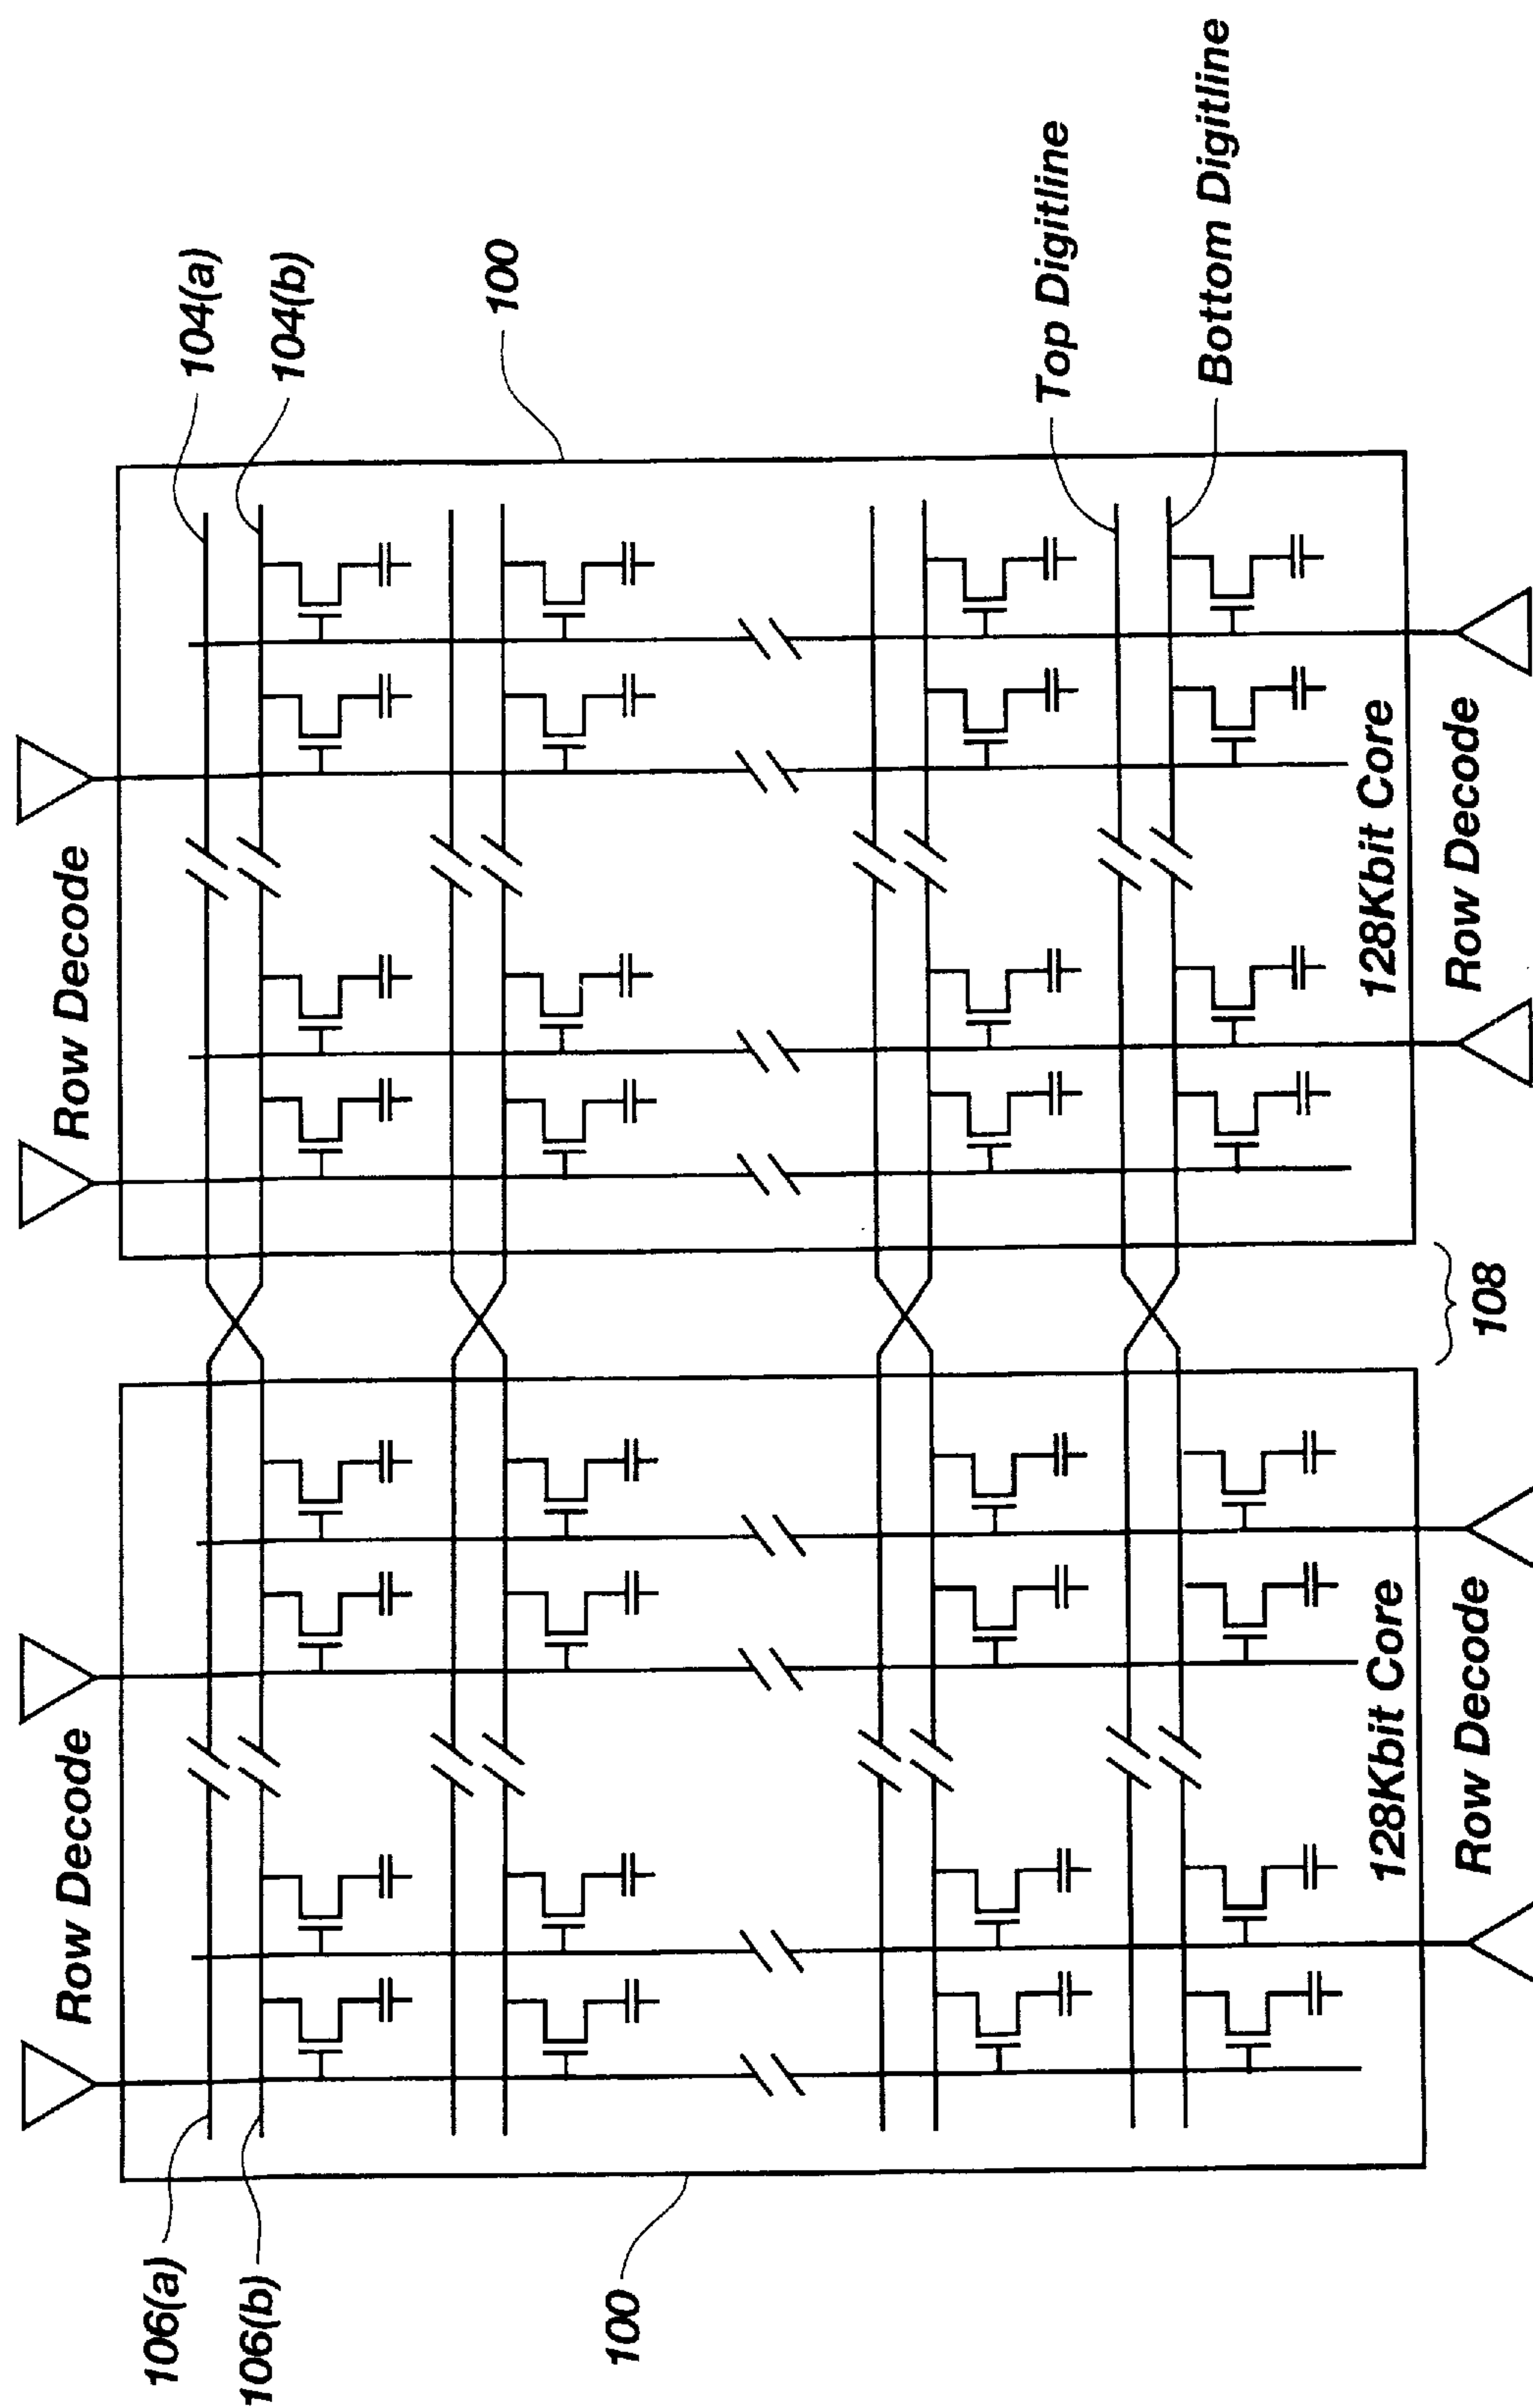 Row Decode
Row Decode
106(a)
106(b)
104(a)
104(b)
100
100
Top Digitline
Bottom Digitline
128Kbit Core
128Kbit Core
Row Decode
108
Row Decode